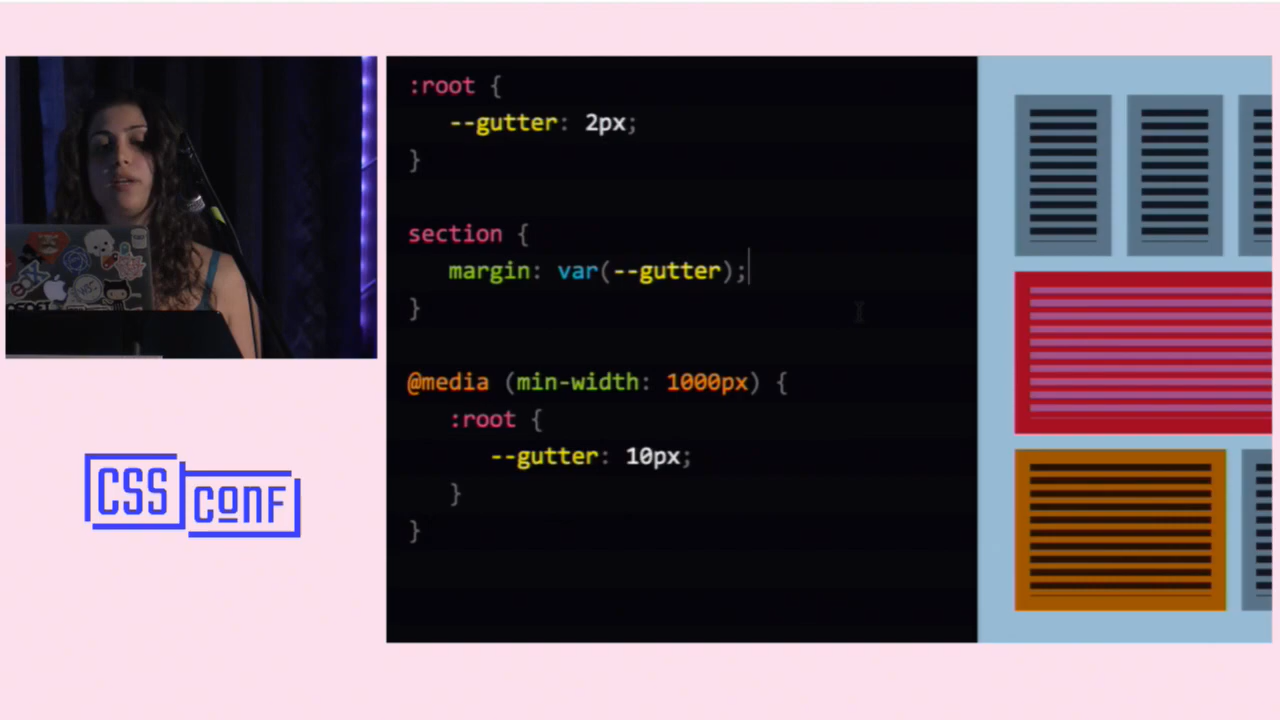 :root {
--gutter: 2px;
}
section {
margin: var(--gutter);
}
@media (min-width: 1000px) {
:root {
--gutter: 10px;
}
}
CSS
CONF